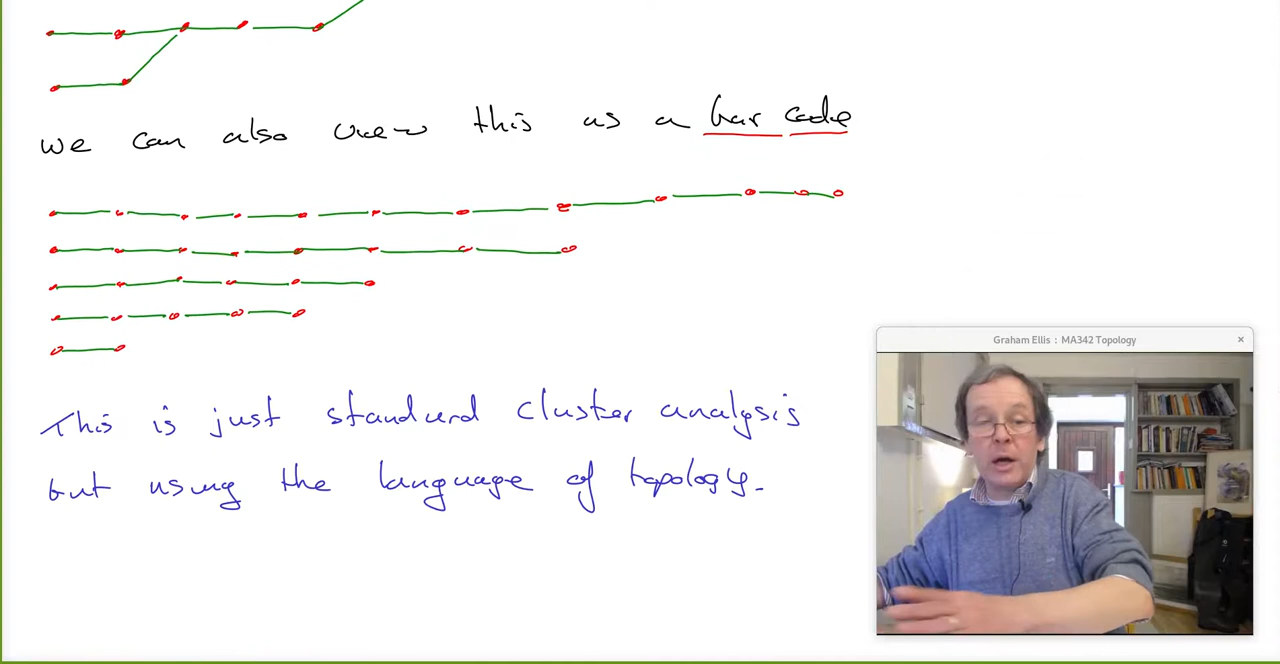 we can also view this as a bar code
Graham Ellis : MA342 Topology
This is just standard cluster analysis
but using the language of topology.